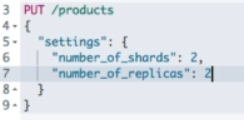 3 PUT /products
4 {
5 "settings": {
6 "number_of_shards": 2,
7 "number_of_replicas": 2
8 }
9 }